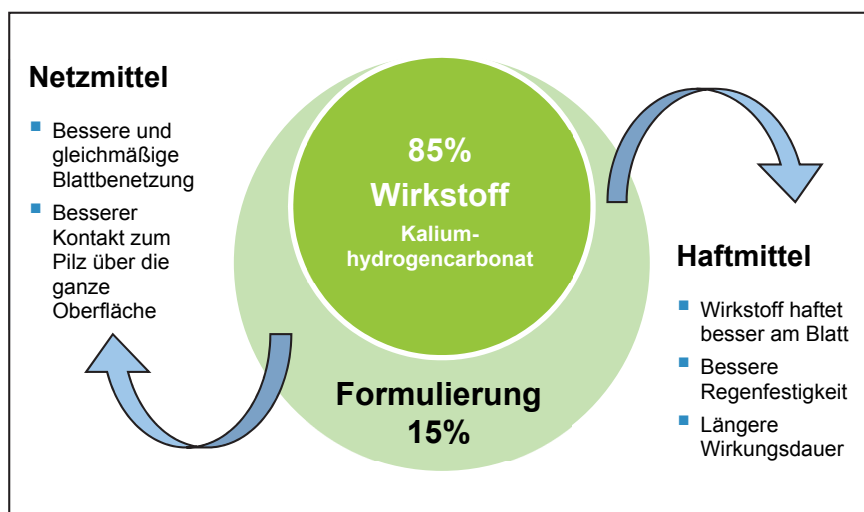 Netzmittel
Bessere und
gleichmäßige
Blattbenetzung
Besserer
Kontakt zum
Pilz über die
ganze
Oberfläche
85%
Wirkstoff
Kalium-
hydrogencarbonat
Formulierung
15%
Haftmittel
Wirkstoff haftet
besser am Blatt
Bessere
Regenfestigkeit
Längere
Wirkungsdauer